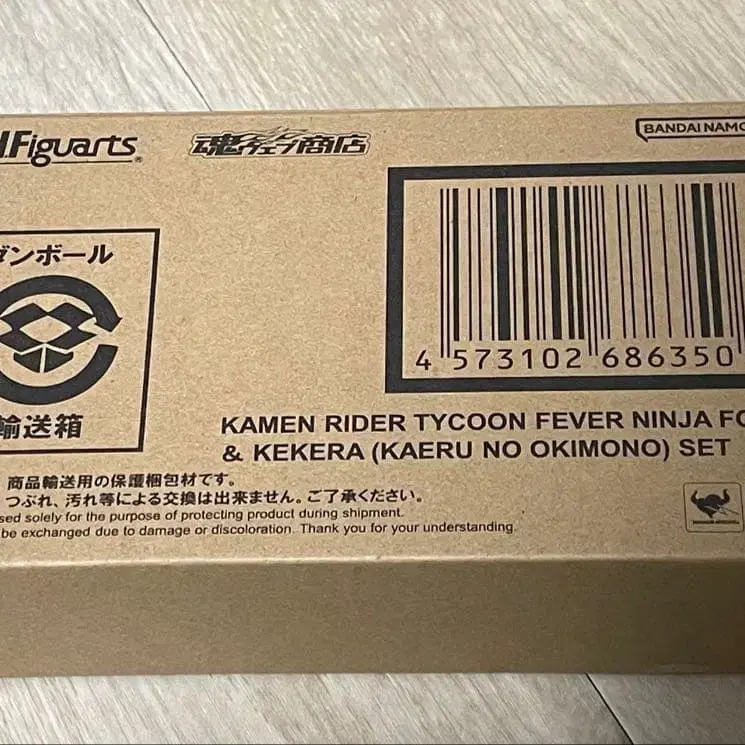 .Figuarts®
魂ウェブ商店
BANDAI NAMCO
ダンボール
輸送箱
4 573102 686350
KAMEN RIDER TYCOON FEVER NINJA FO
& KEKERA (KAERU NO OKIMONO) SET
商品輸送用の保護梱包材です。
つぶれ、汚れ等による交換は出来ません。ご了承ください。
sed solely for the purpose of protecting product during shipment.
be exchanged due to damage or discoloration. Thank you for your understanding.